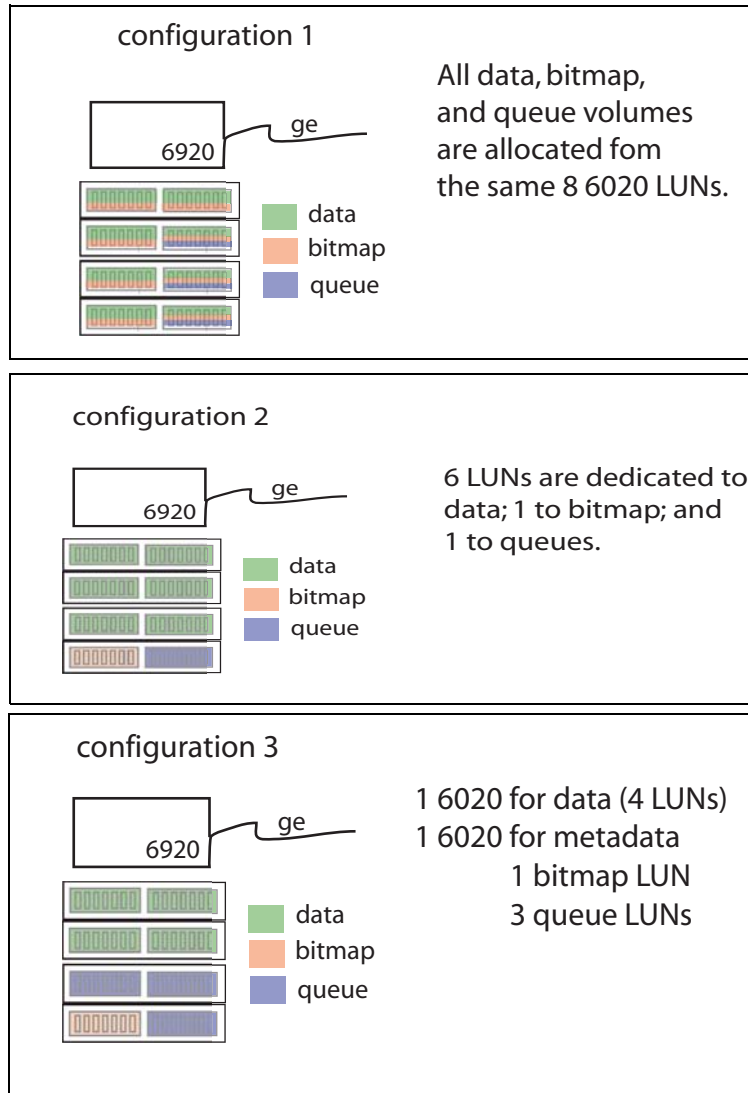 configuration 1
6920
ge
data
bitmap
queue
All data, bitmap,
and queue volumes
are allocated fom
the same 8 6020 LUNs.
configuration 2
6920
ge
data
bitmap
queue
6 LUNs are dedicated to
data; 1 to bitmap; and
1 to queues.
configuration 3
6920
ge
data
bitmap
queue
1 6020 for data (4 LUNs)
1 6020 for metadata
1 bitmap LUN
3 queue LUNs